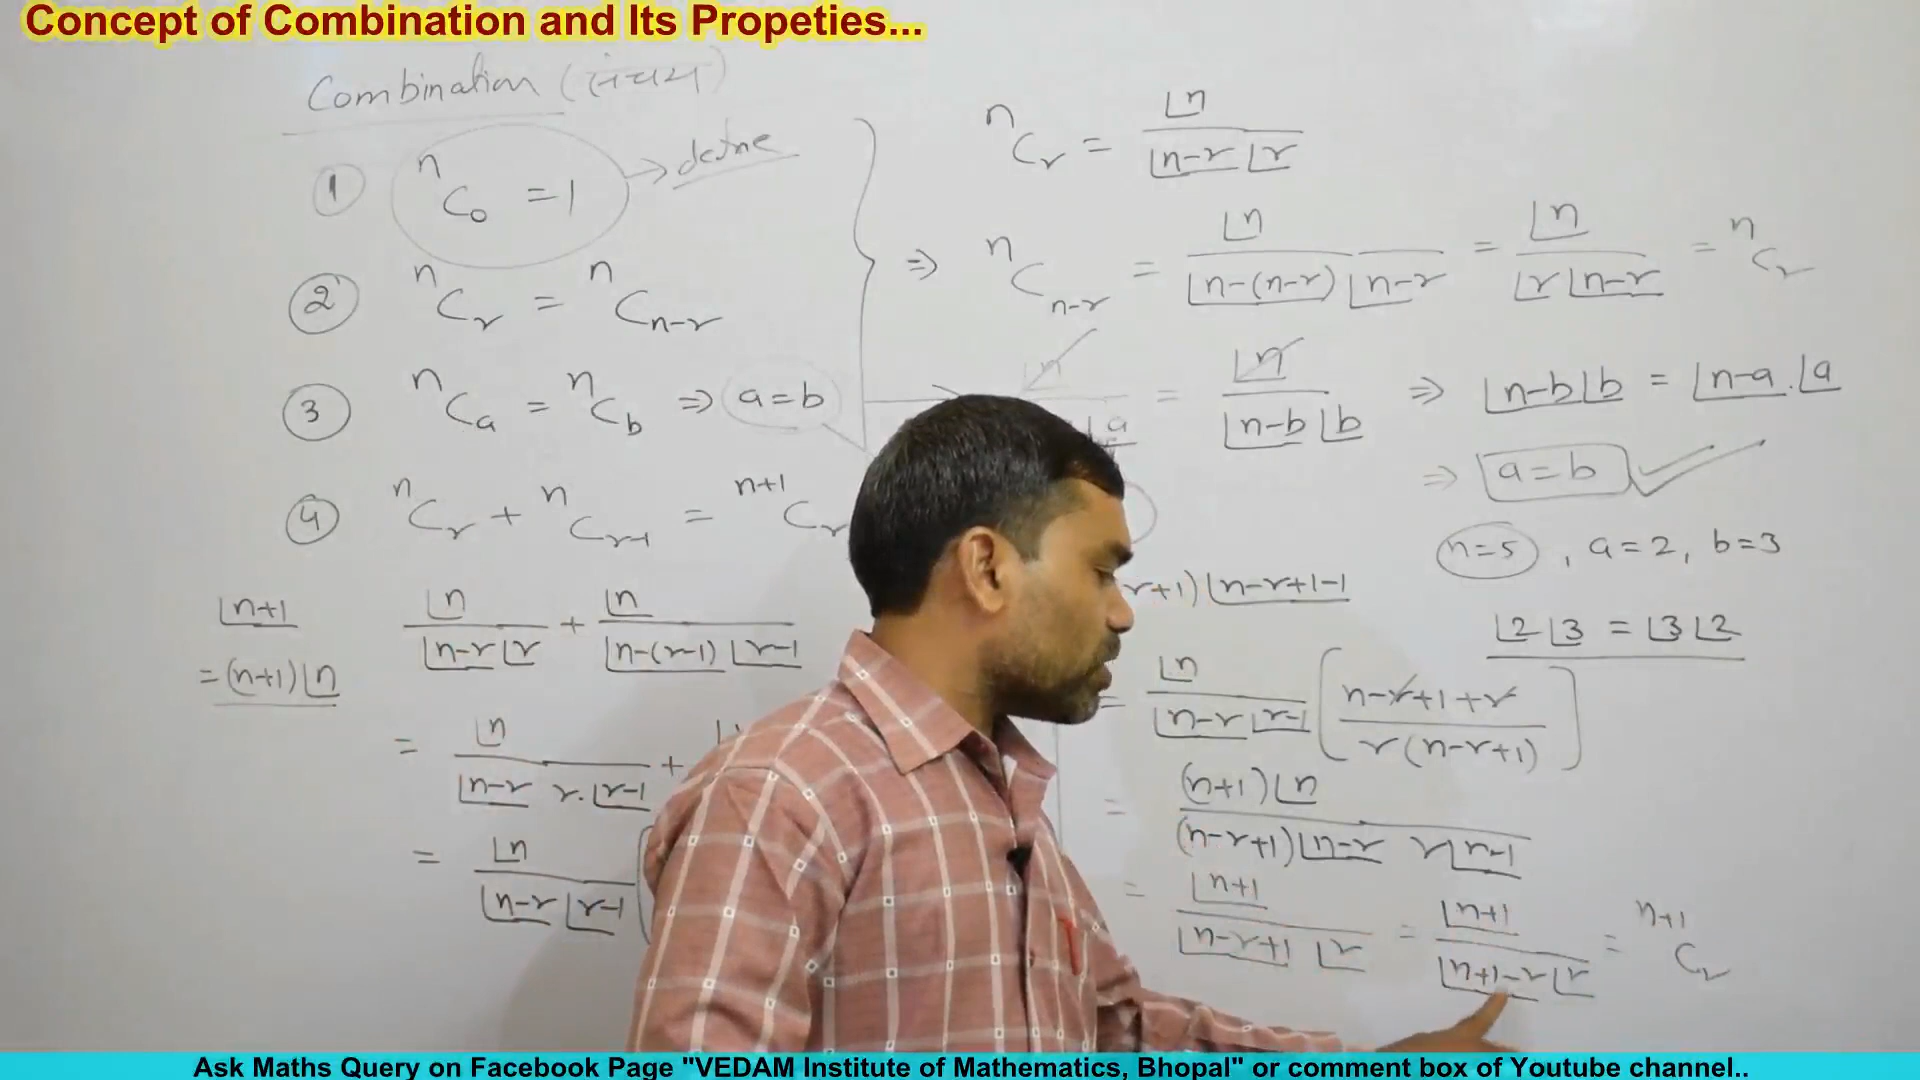 Concept of Combination and Its Propeties...
Combination (संचय)
① ⁿC₀ = 1 → define
② ⁿCᵣ = ⁿCₙ₋ᵣ
③ ⁿCₐ = ⁿC_b ⇒ a=b
④ ⁿCᵣ + ⁿCᵣ₋₁ = ⁿ⁺¹Cᵣ
⌊n+1
= (n+1)⌊n
⌊n / ⌊n-r ⌊r + ⌊n / ⌊n-(r-1) ⌊r-1
= ⌊n / ⌊n-r r.⌊r-1 +
= ⌊n / ⌊n-r ⌊r-1 (
ⁿCᵣ = ⌊n / ⌊n-r ⌊r
⇒ ⁿCₙ₋ᵣ = ⌊n / ⌊n-(n-r) ⌊n-r = ⌊n / ⌊r ⌊n-r = ⁿCᵣ
⌊n / ⌊a = ⌊n / ⌊n-b ⌊b ⇒ ⌊n-b ⌊b = ⌊n-a . ⌊a
⇒ a=b
n=5 , a=2, b=3
⌊2 ⌊3 = ⌊3 ⌊2
r+1) ⌊n-r+1-1
= ⌊n / ⌊n-r ⌊r-1 [ n-r+1+r / r(n-r+1) ]
= (n+1)⌊n / (n-r+1)⌊n-r r⌊r-1
= ⌊n+1 / ⌊n-r+1 ⌊r = ⌊n+1 / ⌊n+1-r ⌊r = ⁿ⁺¹Cᵣ
Ask Maths Query on Facebook Page "VEDAM Institute of Mathematics, Bhopal" or comment box of Youtube channel..